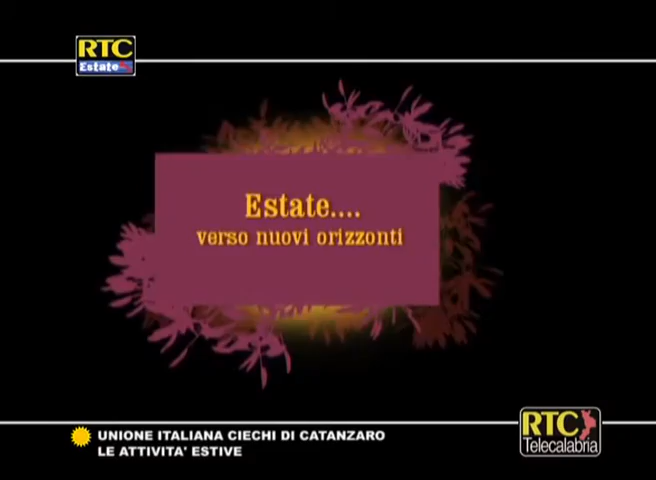 RTC
Estate
Estate....
verso nuovi orizzonti
UNIONE ITALIANA CIECHI DI CATANZARO
LE ATTIVITA' ESTIVE
RTC
Telecalabria